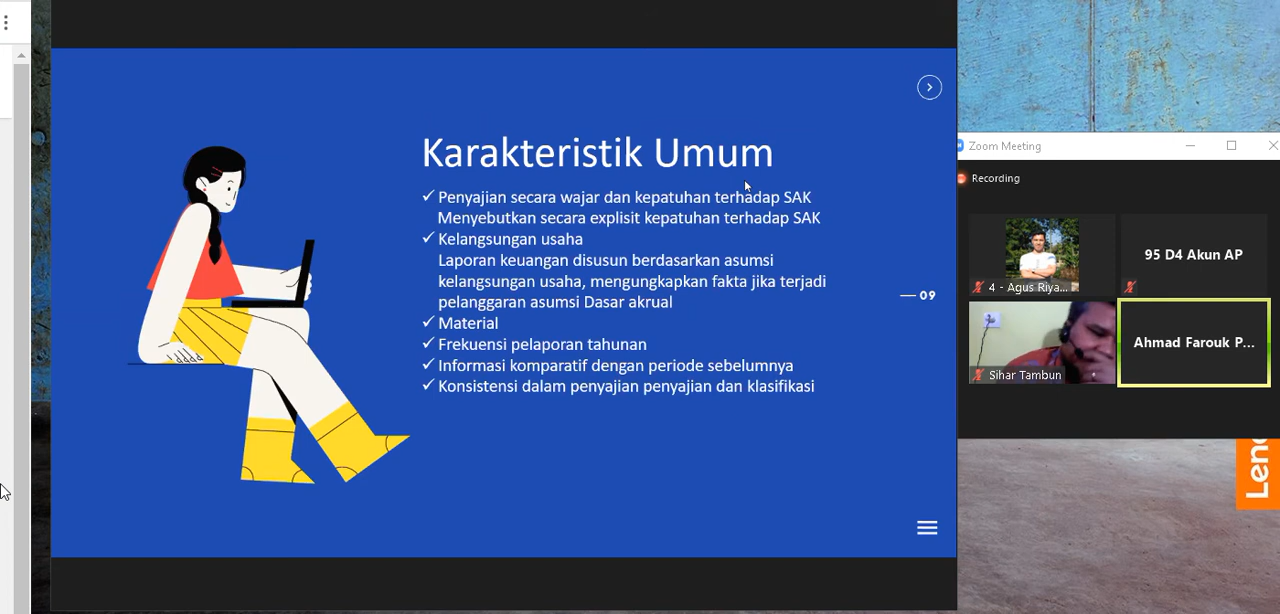 Karakteristik Umum
Penyajian secara wajar dan kepatuhan terhadap SAK
Menyebutkan secara explisit kepatuhan terhadap SAK
Kelangsungan usaha
Laporan keuangan disusun berdasarkan asumsi
kelangsungan usaha, mengungkapkan fakta jika terjadi
pelanggaran asumsi Dasar akrual
Material
Frekuensi pelaporan tahunan
Informasi komparatif dengan periode sebelumnya
Konsistensi dalam penyajian penyajian dan klasifikasi
09
Zoom Meeting
Recording
4 - Agus Riya...
95 D4 Akun AP
Sihar Tambun
Ahmad Farouk P...